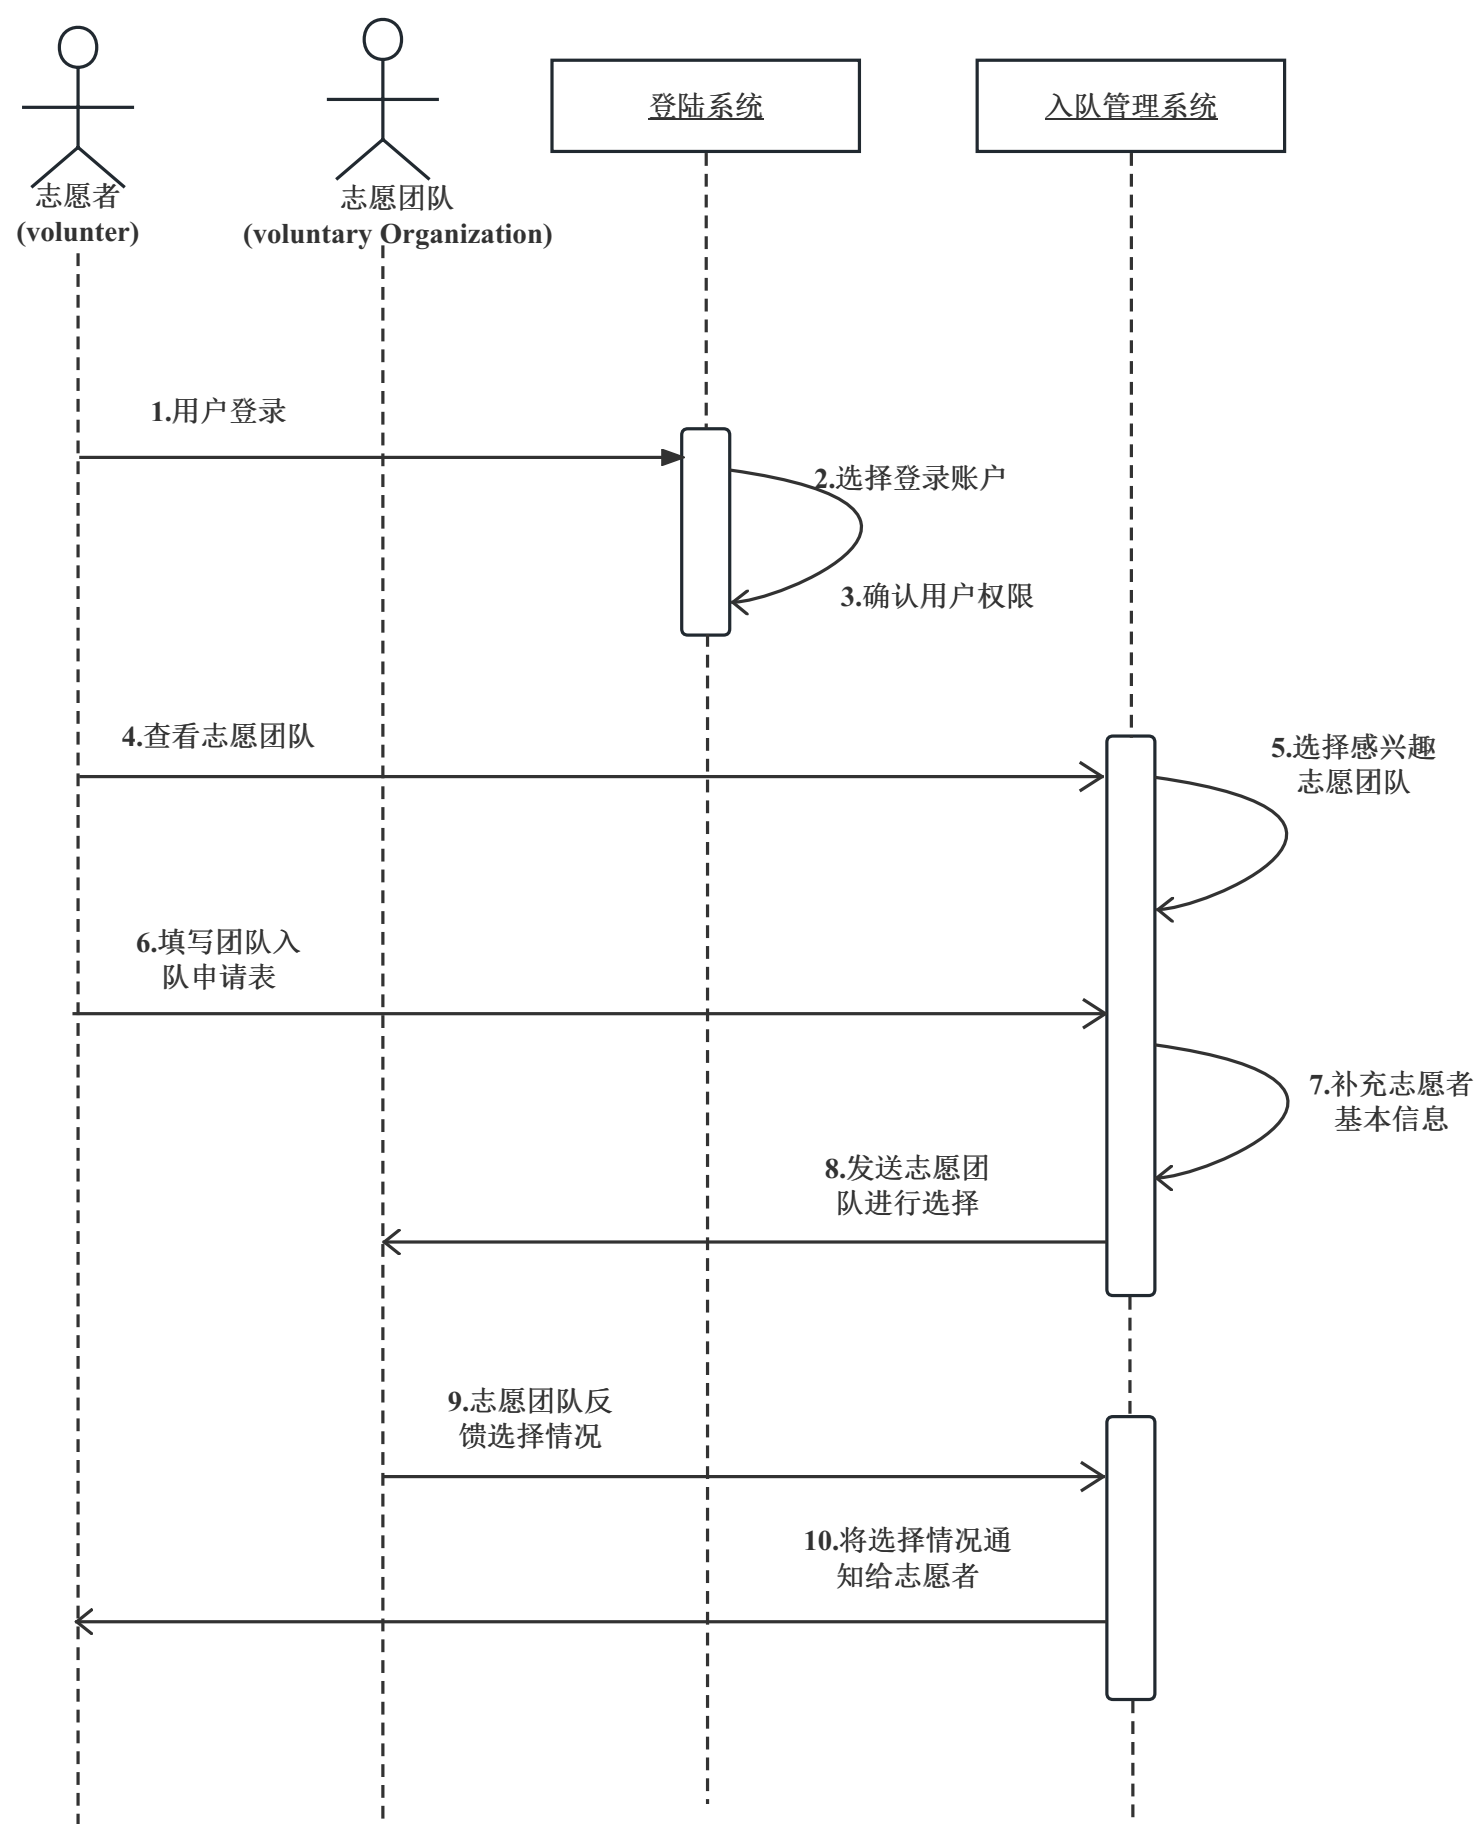 登陆系统
入队管理系统
志愿者
(volunter)
志愿团队
(voluntary Organization)
1.用户登录
2.选择登录账户
3.确认用户权限
4.查看志愿团队
5.选择感兴趣
志愿团队
6.填写团队入
队申请表
7.补充志愿者
基本信息
8.发送志愿团
队进行选择
9.志愿团队反
馈选择情况
10.将选择情况通
知给志愿者